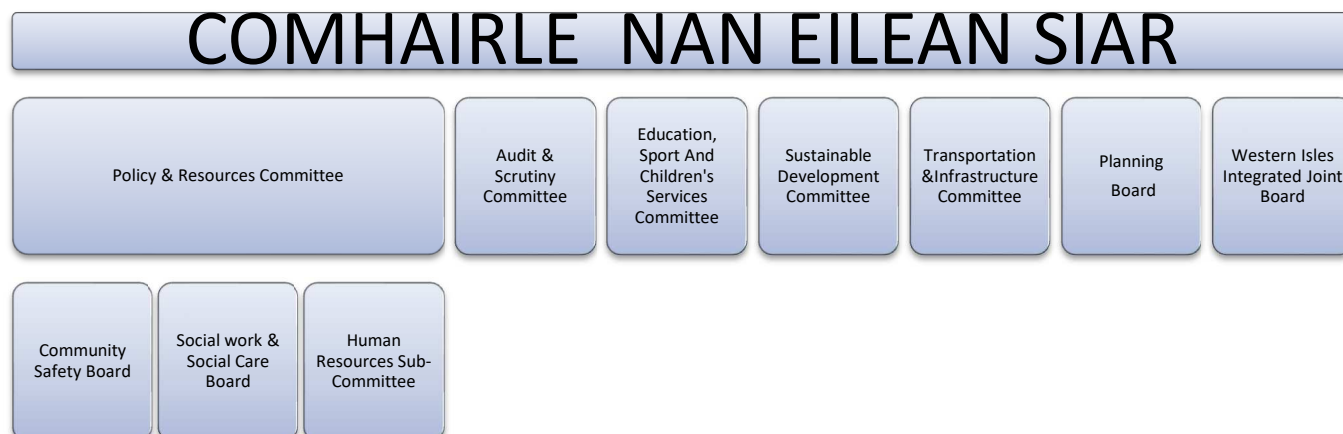 COMHAIRLE NAN EILEAN SIAR
Policy & Resources Committee
Audit &
Scrutiny
Committee
Education,
Sport And
Children's
Services
Committee
Sustainable
Development
Committee
Transportation
&Infrastructure
Committee
Planning
Board
Western Isles
Integrated Joint
Board
Community
Safety Board
Social work &
Social Care
Board
Human
Resources Sub-
Committee